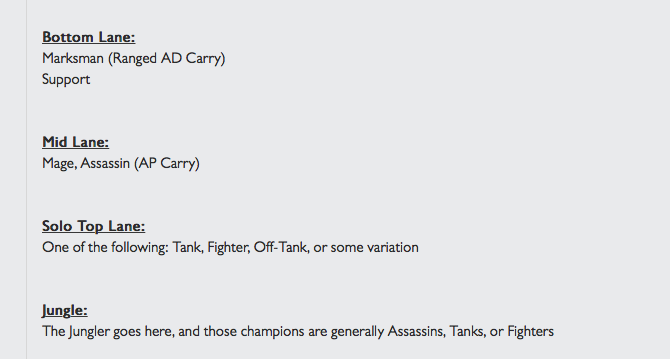 Bottom Lane:
Marksman (Ranged AD Carry)
Support
Mid Lane:
Mage, Assassin (AP Carry)
Solo Top Lane:
One of the following: Tank, Fighter, Off-Tank, or some variation
Jungle:
The Jungler goes here, and those champions are generally Assassins, Tanks, or Fighters